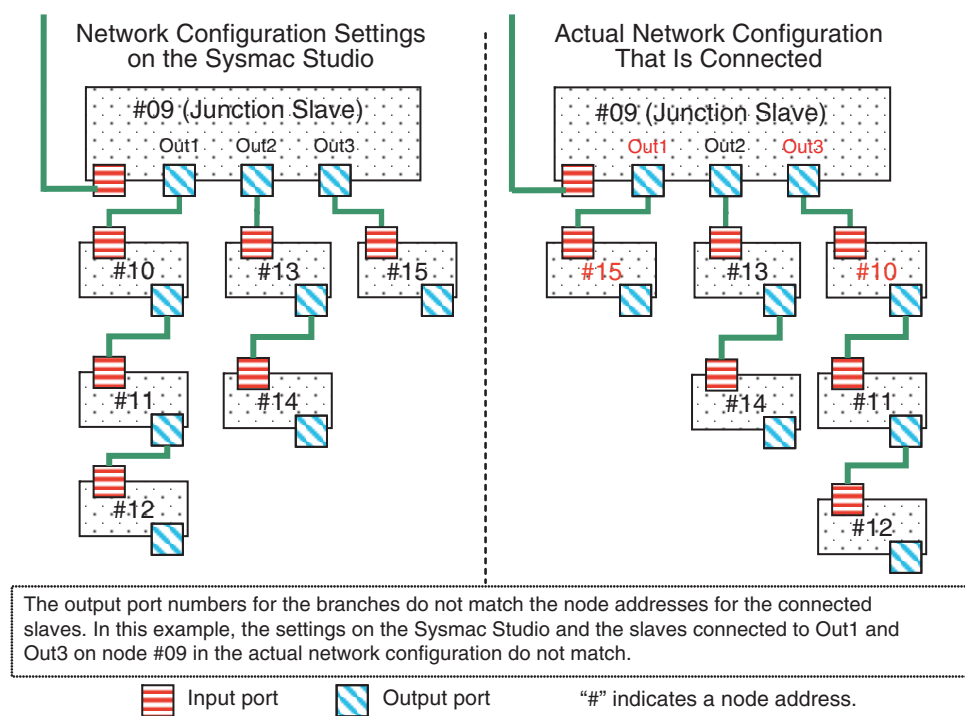 Network Configuration Settings
on the Sysmac Studio
#09 (Junction Slave)
Out1 Out2 Out3
#10 #13 #15
#11 #14
#12
Actual Network Configuration
That Is Connected
#09 (Junction Slave)
Out1 Out2 Out3
#15 #13 #10
#14 #11
#12
The output port numbers for the branches do not match the node addresses for the connected
slaves. In this example, the settings on the Sysmac Studio and the slaves connected to Out1 and
Out3 on node #09 in the actual network configuration do not match.
Input port Output port “#” indicates a node address.